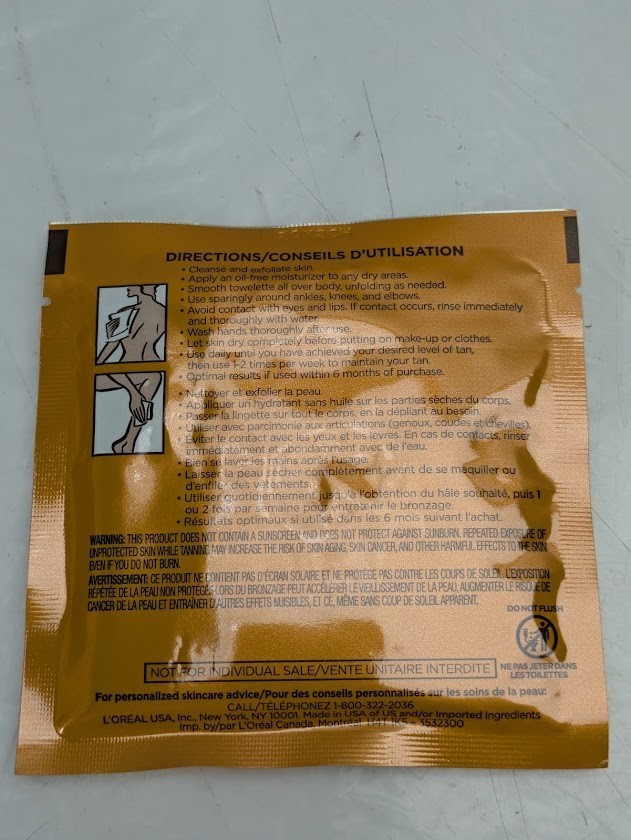 DIRECTIONS/CONSEILS D'UTILISATION
• Cleanse and exfoliate skin.
• Apply an oil-free moisturizer to any dry areas.
• Smooth towelette all over body, unfolding as needed.
• Use sparingly around ankles, knees, and elbows.
• Avoid contact with eyes and lips. If contact occurs, rinse immediately
and thoroughly with water.
• Wash hands thoroughly after use.
• Let skin dry completely before putting on make-up or clothes.
• Use daily until you have achieved your desired level of tan,
then use 1-2 times per week to maintain your tan.
• Optimal results if used within 6 months of purchase.
• Nettoyer et exfolier la peau.
• Appliquer un hydratant sans huile sur les parties sèches du corps.
• Passer la lingette sur tout le corps, en la dépliant au besoin.
• Utiliser avec parcimonie aux articulations (genoux, coudes et chevilles).
• Éviter le contact avec les yeux et les lèvres. En cas de contacts, rinser
immédiatement et abondamment avec de l'eau.
• Bien se laver les mains après l'usage.
• Laisser la peau sécher complètement avant de se maquiller ou
d'enfiler des vêtements.
• Utiliser quotidiennement jusqu'à l'obtention du hâle souhaité, puis 1
ou 2 fois par semaine pour entretenir le bronzage.
• Résultats optimaux si utilisé dans les 6 mois suivant l'achat.
WARNING: THIS PRODUCT DOES NOT CONTAIN A SUNSCREEN AND DOES NOT PROTECT AGAINST SUNBURN. REPEATED EXPOSURE OF
UNPROTECTED SKIN WHILE TANNING MAY INCREASE THE RISK OF SKIN AGING, SKIN CANCER, AND OTHER HARMFUL EFFECTS TO THE SKIN
EVEN IF YOU DO NOT BURN.
AVERTISSEMENT: CE PRODUIT NE CONTIENT PAS D'ÉCRAN SOLAIRE ET NE PROTÈGE PAS CONTRE LES COUPS DE SOLEIL. L'EXPOSITION
RÉPÉTÉE DE LA PEAU NON PROTÉGÉE LORS DU BRONZAGE PEUT ACCÉLÉRER LE VIEILLISSEMENT DE LA PEAU, AUGMENTER LE RISQUE DE
CANCER DE LA PEAU ET ENTRAÎNER D'AUTRES EFFETS NUISIBLES, ET CE, MÊME SANS COUP DE SOLEIL APPARENT.
DO NOT FLUSH
NE PAS JETER DANS
LES TOILETTES
NOT FOR INDIVIDUAL SALE/VENTE UNITAIRE INTERDITE
For personalized skincare advice/Pour des conseils personnalisés sur les soins de la peau:
CALL/TÉLÉPHONEZ 1-800-322-2036
L'ORÉAL USA, Inc., New York, NY 10001. Made in USA of US and/or Imported Ingredients
Imp. by/par L'Oréal Canada, Montréal H4T 1K5 - 3532300